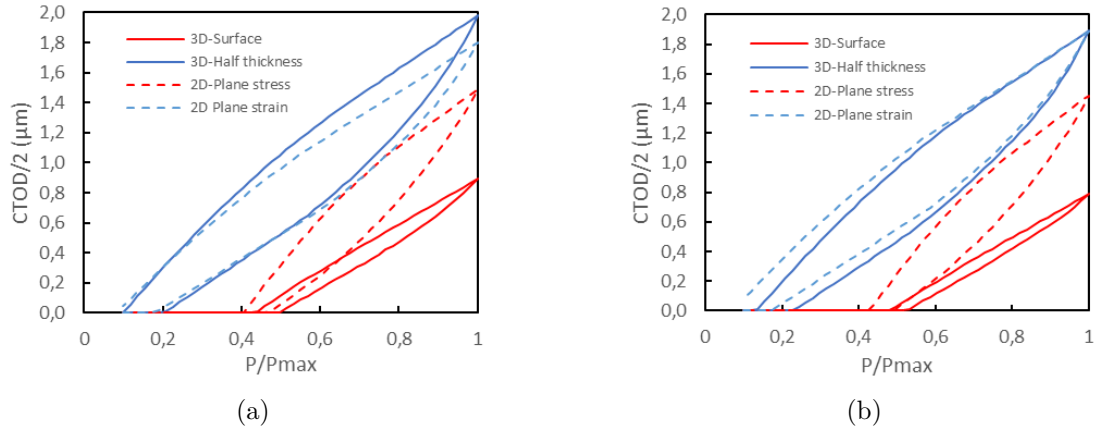 2,0
1,8
1,6
1,4
1,2
1,0
0,8
0,6
0,4
0,2
0,0
CTOD/2 (μm)
3D-Surface
3D-Half thickness
2D-Plane stress
2D Plane strain
0 0,2 0,4 0,6 0,8 1
P/Pmax
(a)
2,0
1,8
1,6
1,4
1,2
1,0
0,8
0,6
0,4
0,2
0,0
CTOD/2 (μm)
3D-Surface
3D-Half thickness
2D-Plane stress
2D-Plane strain
0 0,2 0,4 0,6 0,8 1
P/Pmax
(b)